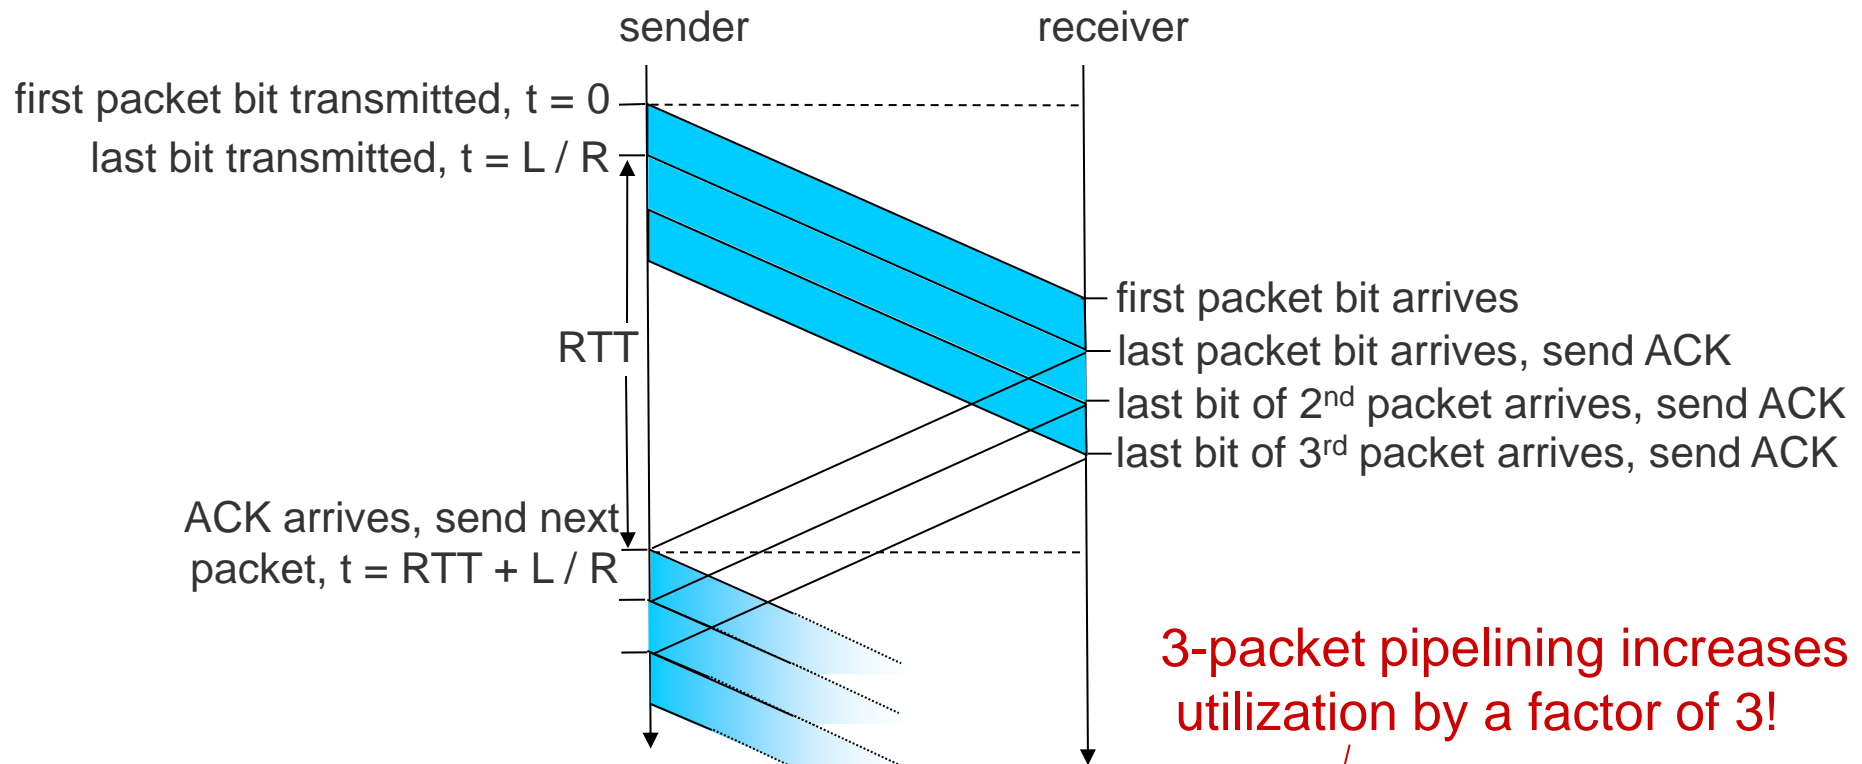 sender
receiver
first packet bit transmitted, t = 0
last bit transmitted, t = L / R
first packet bit arrives
RTT
last packet bit arrives, send ACK
last bit of 2nd packet arrives, send ACK
last bit of 3rd packet arrives, send ACK
ACK arrives, send next
packet, t = RTT + L / R
3-packet pipelining increases
utilization by a factor of 3!